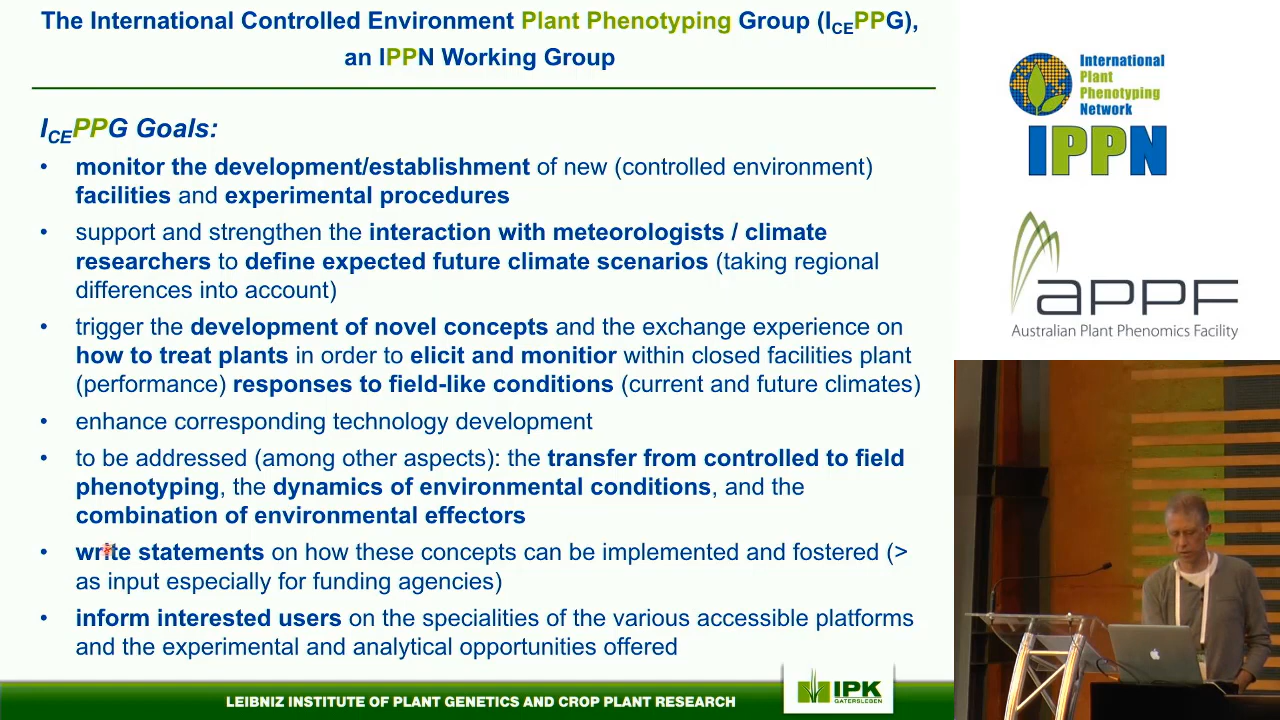 The International Controlled Environment Plant Phenotyping Group (ICEPPG),
an IPPN Working Group
ICEPPG Goals:
• monitor the development/establishment of new (controlled environment)
facilities and experimental procedures
• support and strengthen the interaction with meteorologists / climate
researchers to define expected future climate scenarios (taking regional
differences into account)
• trigger the development of novel concepts and the exchange experience on
how to treat plants in order to elicit and monitior within closed facilities plant
(performance) responses to field-like conditions (current and future climates)
• enhance corresponding technology development
• to be addressed (among other aspects): the transfer from controlled to field
phenotyping, the dynamics of environmental conditions, and the
combination of environmental effectors
• write statements on how these concepts can be implemented and fostered (>
as input especially for funding agencies)
• inform interested users on the specialities of the various accessible platforms
and the experimental and analytical opportunities offered
LEIBNIZ INSTITUTE OF PLANT GENETICS AND CROP PLANT RESEARCH
IPK
GATERSLEBEN
International
Plant
Phenotyping
Network
IPPN
aPPF
Australian Plant Phenomics Facility